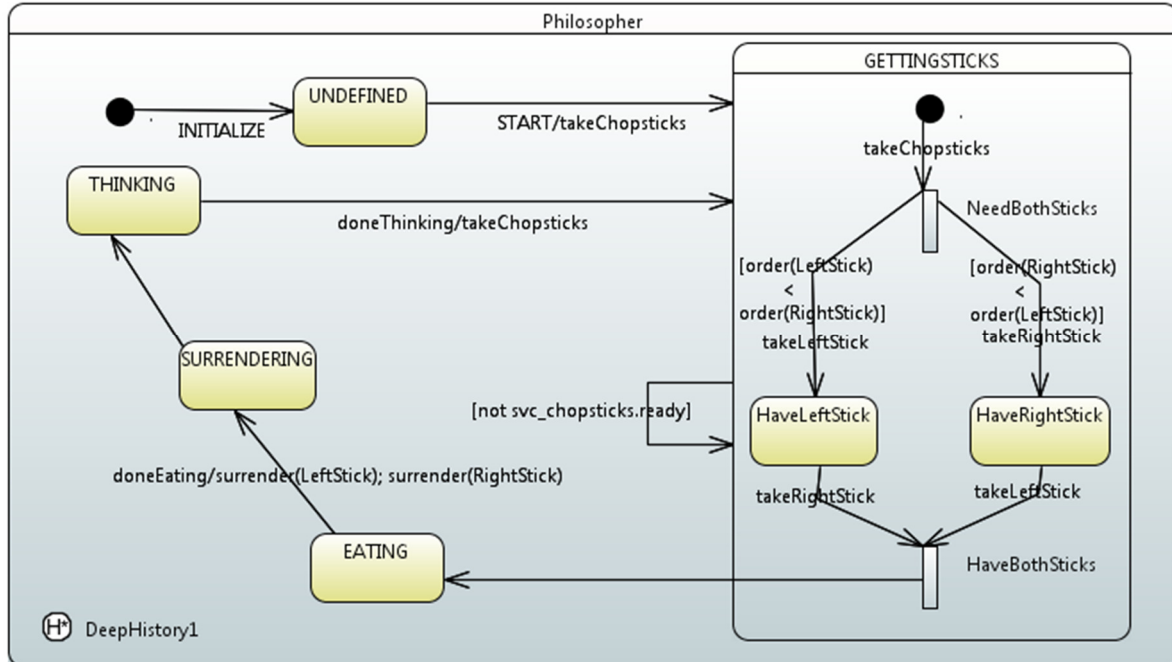 Philosopher
GETTINGSTICKS
UNDEFINED
.
INITIALIZE
START/takeChopsticks
.
takeChopsticks
THINKING
doneThinking/takeChopsticks
NeedBothSticks
[order(LeftStick)
<
order(RightStick)]
takeLeftStick
[order(RightStick)
<
order(LeftStick)]
takeRightStick
SURRENDERING
[not svc_chopsticks.ready]
HaveLeftStick
HaveRightStick
doneEating/surrender(LeftStick); surrender(RightStick)
takeRightStick
takeLeftStick
EATING
HaveBothSticks
H*
DeepHistory1